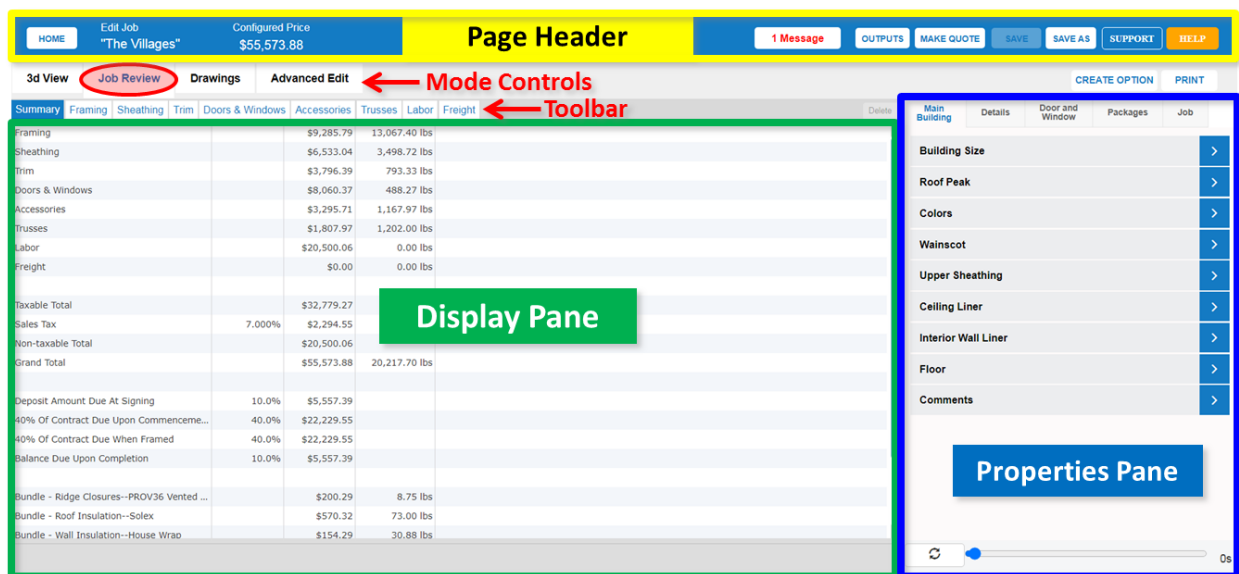 HOME
Edit Job
"The Villages"
Configured Price
$55,573.88
Page Header
1 Message
OUTPUTS
MAKE QUOTE
SAVE
SAVE AS
SUPPORT
HELP
3d View
Job Review
Drawings
Advanced Edit
Mode Controls
CREATE OPTION
PRINT
Summary Framing Sheathing Trim Doors & Windows Accessories Trusses Labor Freight
Toolbar
Delete
Framing $9,285.79 13,067.40 lbs
Sheathing $6,533.04 3,498.72 lbs
Trim $3,796.39 793.33 lbs
Doors & Windows $8,060.37 488.27 lbs
Accessories $3,295.71 1,167.97 lbs
Trusses $1,807.97 1,202.00 lbs
Labor $20,500.06 0.00 lbs
Freight $0.00 0.00 lbs
Taxable Total $32,779.27
Sales Tax 7.000% $2,294.55
Non-taxable Total $20,500.06
Grand Total $55,573.88 20,217.70 lbs
Deposit Amount Due At Signing 10.0% $5,557.39
40% Of Contract Due Upon Commenceme... 40.0% $22,229.55
40% Of Contract Due When Framed 40.0% $22,229.55
Balance Due Upon Completion 10.0% $5,557.39
Bundle - Ridge Closures--PROV36 Vented ... $200.29 8.75 lbs
Bundle - Roof Insulation--Solex $570.32 73.00 lbs
Bundle - Wall Insulation--House Wrap $154.29 30.88 lbs
Display Pane
Main Building
Details
Door and Window
Packages
Job
Building Size
Roof Peak
Colors
Wainscot
Upper Sheathing
Ceiling Liner
Interior Wall Liner
Floor
Comments
Properties Pane
0s